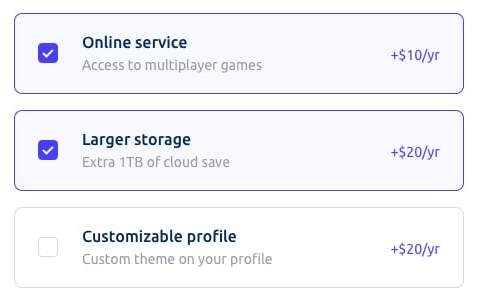 Online service
Access to multiplayer games
+$10/yr
Larger storage
Extra 1TB of cloud save
+$20/yr
Customizable profile
Custom theme on your profile
+$20/yr